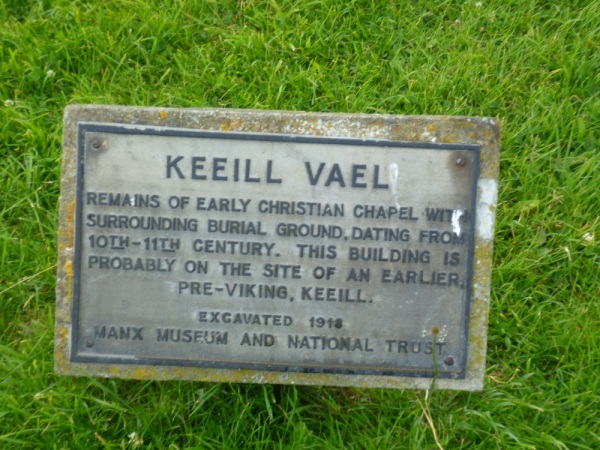 KEEILL VAEL
REMAINS OF EARLY CHRISTIAN CHAPEL WITH
SURROUNDING BURIAL GROUND, DATING FROM
10TH-11TH CENTURY. THIS BUILDING IS
PROBABLY ON THE SITE OF AN EARLIER,
PRE-VIKING, KEEILL.
EXCAVATED 1918
MANX MUSEUM AND NATIONAL TRUST